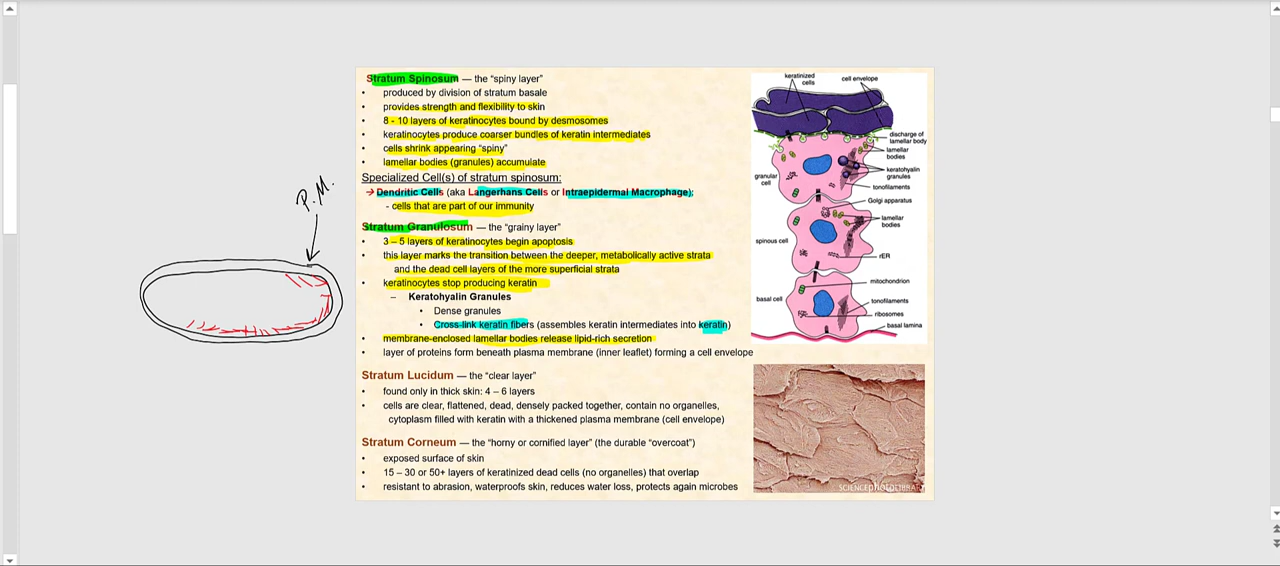 P.M.
Stratum Spinosum — the “spiny layer”
• produced by division of stratum basale
• provides strength and flexibility to skin
• 8 - 10 layers of keratinocytes bound by desmosomes
• keratinocytes produce coarser bundles of keratin intermediates
• cells shrink appearing “spiny”
• lamellar bodies (granules) accumulate
Specialized Cell(s) of stratum spinosum:
→ Dendritic Cells (aka Langerhans Cells or Intraepidermal Macrophage);
- cells that are part of our immunity
Stratum Granulosum — the “grainy layer”
• 3 – 5 layers of keratinocytes begin apoptosis
• this layer marks the transition between the deeper, metabolically active strata
and the dead cell layers of the more superficial strata
• keratinocytes stop producing keratin
– Keratohyalin Granules
• Dense granules
• Cross-link keratin fibers (assembles keratin intermediates into keratin)
• membrane-enclosed lamellar bodies release lipid-rich secretion
• layer of proteins form beneath plasma membrane (inner leaflet) forming a cell envelope
Stratum Lucidum — the “clear layer”
• found only in thick skin: 4 – 6 layers
• cells are clear, flattened, dead, densely packed together, contain no organelles,
cytoplasm filled with keratin with a thickened plasma membrane (cell envelope)
Stratum Corneum — the “horny or cornified layer” (the durable “overcoat”)
• exposed surface of skin
• 15 – 30 or 50+ layers of keratinized dead cells (no organelles) that overlap
• resistant to abrasion, waterproofs skin, reduces water loss, protects again microbes
keratinized
cells
cell envelope
discharge of
lamellar body
lamellar
bodies
keratohyalin
granules
granular
cell
tonofilaments
Golgi apparatus
lamellar
bodies
spinous cell
rER
mitochondrion
basal cell
tonofilaments
ribosomes
basal lamina
SCIENCEphotOLIBRARY